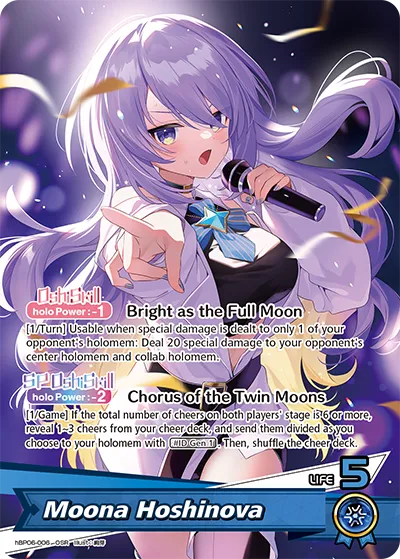 Oshi Skill
holo Power : -1 Bright as the Full Moon
[1/Turn] Usable when special damage is dealt to only 1 of your
opponent's holomem: Deal 20 special damage to your opponent's
center holomem and collab holomem.
SP Oshi Skill
holo Power : -2 Chorus of the Twin Moons
[1/Game] If the total number of cheers on both players' stage is 6 or more,
reveal 1~3 cheers from your cheer deck, and send them divided as you
choose to your holomem with #ID Gen 1. Then, shuffle the cheer deck.
LIFE 5
Moona Hoshinova
hBP06-006 OSR Illust: